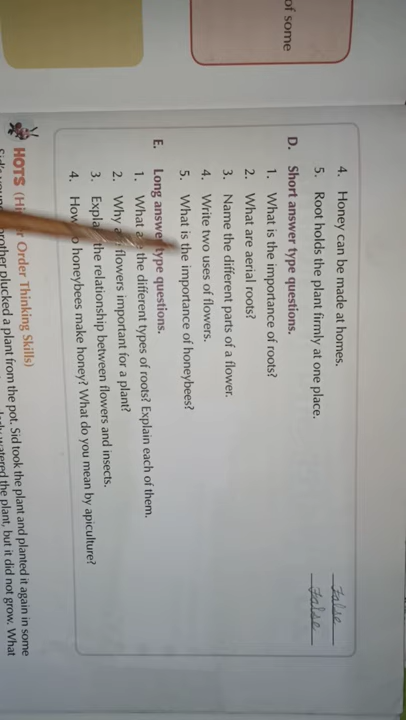 of some
4. Honey can be made at homes. False
5. Root holds the plant firmly at one place. False
D. Short answer type questions.
1. What is the importance of roots?
2. What are aerial roots?
3. Name the different parts of a flower.
4. Write two uses of flowers.
5. What is the importance of honeybees?
E. Long answer type questions.
1. What the different types of roots? Explain each of them.
2. Why flowers important for a plant?
3. Explain the relationship between flowers and insects.
4. How honeybees make honey? What do you mean by apiculture?
HOTS (Higher Order Thinking Skills)
brother plucked a plant from the pot. Sid took the plant and planted it again in some
watered the plant, but it did not grow. What